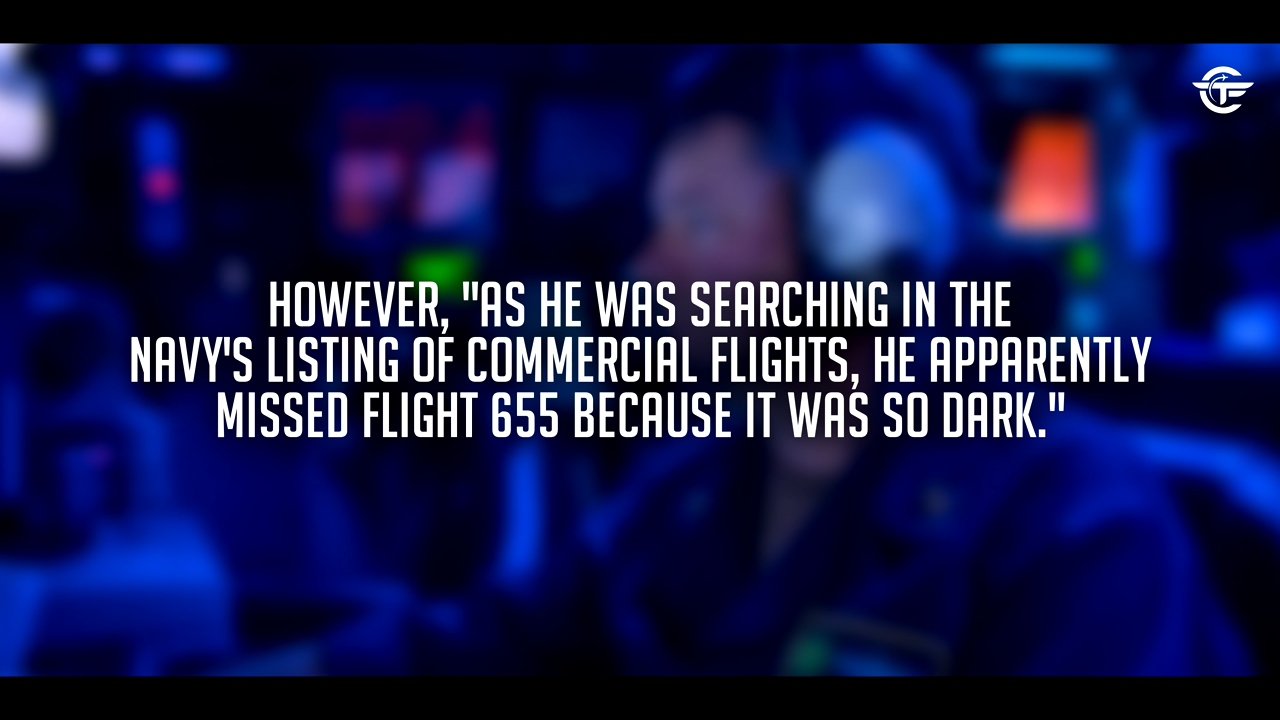 HOWEVER, "AS HE WAS SEARCHING IN THE
NAVY'S LISTING OF COMMERCIAL FLIGHTS, HE APPARENTLY
MISSED FLIGHT 655 BECAUSE IT WAS SO DARK."